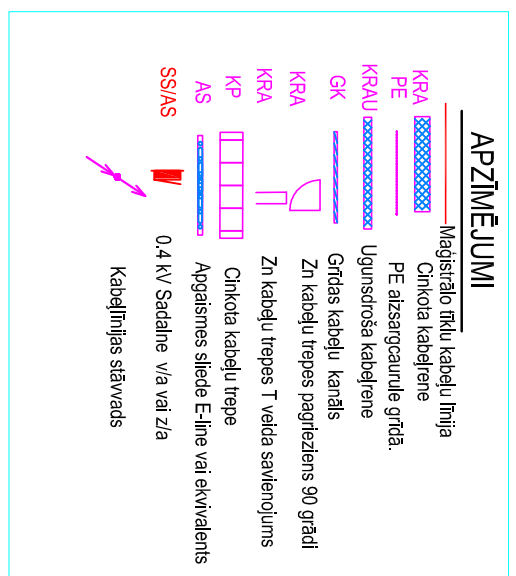 APZĪMĒJUMI
Maģistrālo tīklu kabeļu līnija
KRA Cinkota kabeļrene
PE PE aizsargcaurule grīdā.
KRAU Ugunsdroša kabeļrene
GK Grīdas kabeļu kanāls
KRA Zn kabeļu trepes pagrieziens 90 grādi
KRA Zn kabeļu trepes T veida savienojums
KP Cinkota kabeļu trepe
AS Apgaismes sliede E-line vai ekvivalents
SS/AS 0.4 kV Sadalne v/a vai z/a
Kabeļlīnijas stāvvads